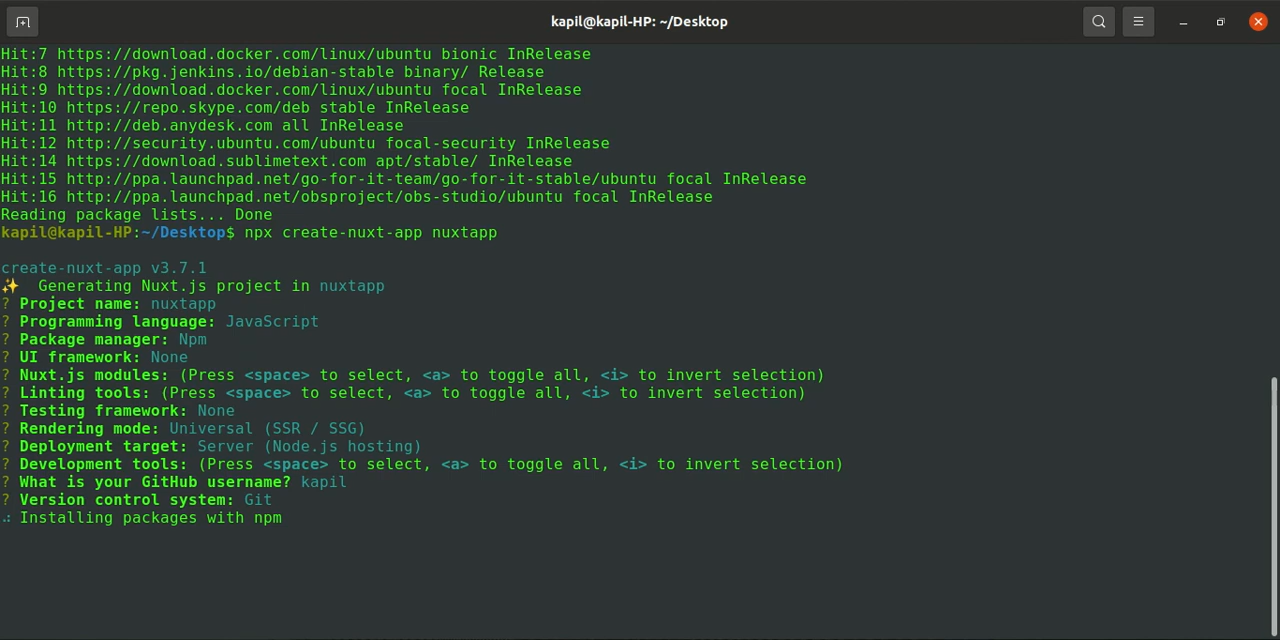 kapil@kapil-HP: ~/Desktop
Hit:7 https://download.docker.com/linux/ubuntu bionic InRelease
Hit:8 https://pkg.jenkins.io/debian-stable binary/ Release
Hit:9 https://download.docker.com/linux/ubuntu focal InRelease
Hit:10 https://repo.skype.com/deb stable InRelease
Hit:11 http://deb.anydesk.com all InRelease
Hit:12 http://security.ubuntu.com/ubuntu focal-security InRelease
Hit:14 https://download.sublimetext.com apt/stable/ InRelease
Hit:15 http://ppa.launchpad.net/go-for-it-team/go-for-it-stable/ubuntu focal InRelease
Hit:16 http://ppa.launchpad.net/obsproject/obs-studio/ubuntu focal InRelease
Reading package lists... Done
kapil@kapil-HP:~/Desktop$ npx create-nuxt-app nuxtapp
create-nuxt-app v3.7.1
✨  Generating Nuxt.js project in nuxtapp
? Project name: nuxtapp
? Programming language: JavaScript
? Package manager: Npm
? UI framework: None
? Nuxt.js modules: (Press <space> to select, <a> to toggle all, <i> to invert selection)
? Linting tools: (Press <space> to select, <a> to toggle all, <i> to invert selection)
? Testing framework: None
? Rendering mode: Universal (SSR / SSG)
? Deployment target: Server (Node.js hosting)
? Development tools: (Press <space> to select, <a> to toggle all, <i> to invert selection)
? What is your GitHub username? kapil
? Version control system: Git
⠴ Installing packages with npm